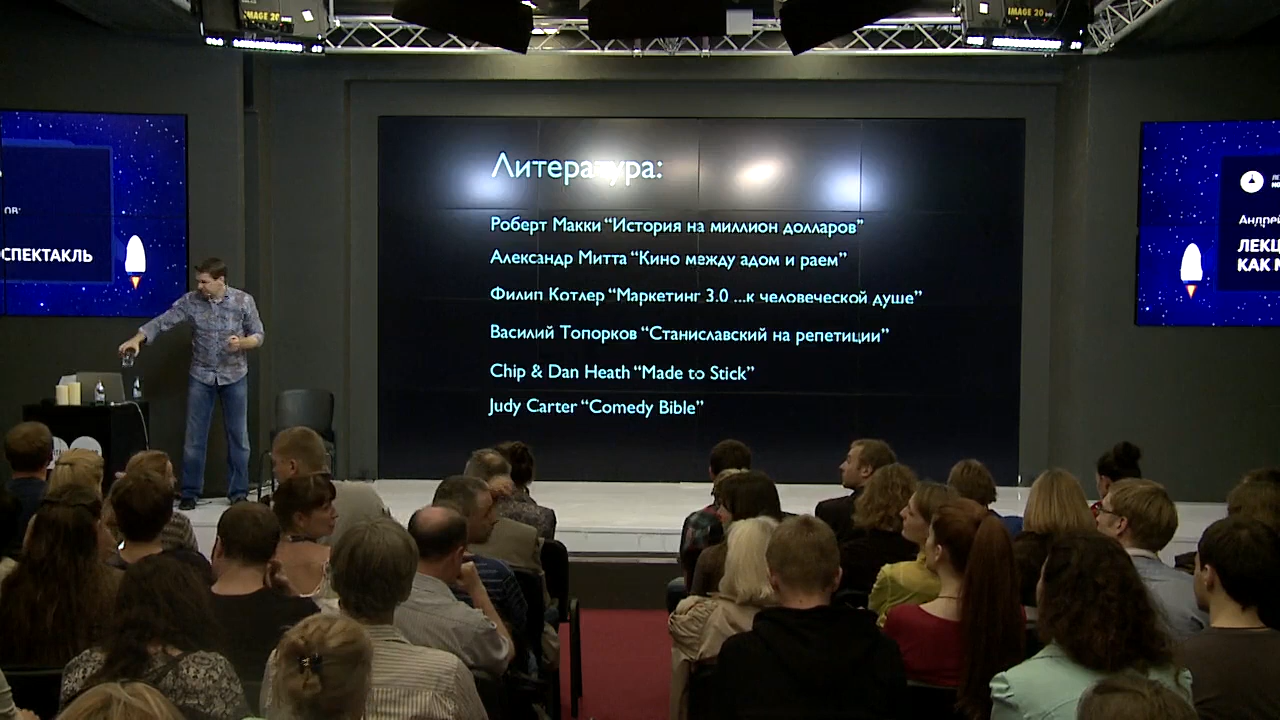 IMAGE 20
IMAGE 20
СПЕКТАКЛЬ
Литература:
Роберт Макки “История на миллион долларов”
Александр Митта “Кино между адом и раем”
Филип Котлер “Маркетинг 3.0 ...к человеческой душе”
Василий Топорков “Станиславский на репетиции”
Chip & Dan Heath “Made to Stick”
Judy Carter “Comedy Bible”
Андрей
ЛЕКЦ
КАК